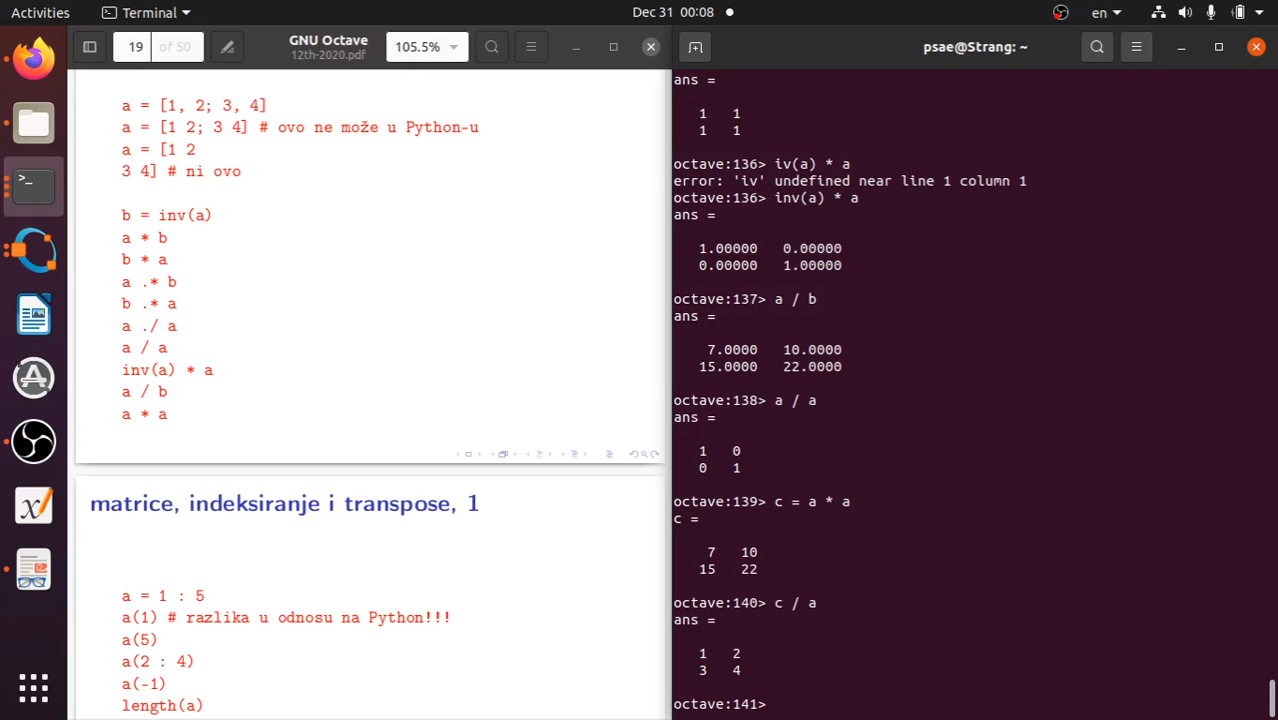 Activities
Terminal
Dec 31 00:08
en
19 of 50
GNU Octave
12th-2020.pdf
105.5%
a = [1, 2; 3, 4]
a = [1 2; 3 4] # ovo ne može u Python-u
a = [1 2
3 4] # ni ovo
b = inv(a)
a * b
b * a
a .* b
b .* a
a ./ a
a / a
inv(a) * a
a / b
a * a
matrice, indeksiranje i transpose, 1
a = 1 : 5
a(1) # razlika u odnosu na Python!!!
a(5)
a(2 : 4)
a(-1)
length(a)
psae@Strang: ~
ans =
1 1
1 1
octave:136> iv(a) * a
error: 'iv' undefined near line 1 column 1
octave:136> inv(a) * a
ans =
1.00000 0.00000
0.00000 1.00000
octave:137> a / b
ans =
7.0000 10.0000
15.0000 22.0000
octave:138> a / a
ans =
1 0
0 1
octave:139> c = a * a
c =
7 10
15 22
octave:140> c / a
ans =
1 2
3 4
octave:141>